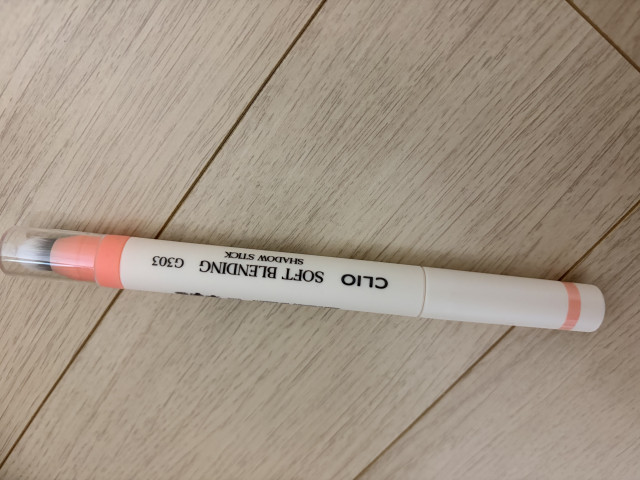 CLIO
SOFT BLENDING
SHADOW STICK
G303